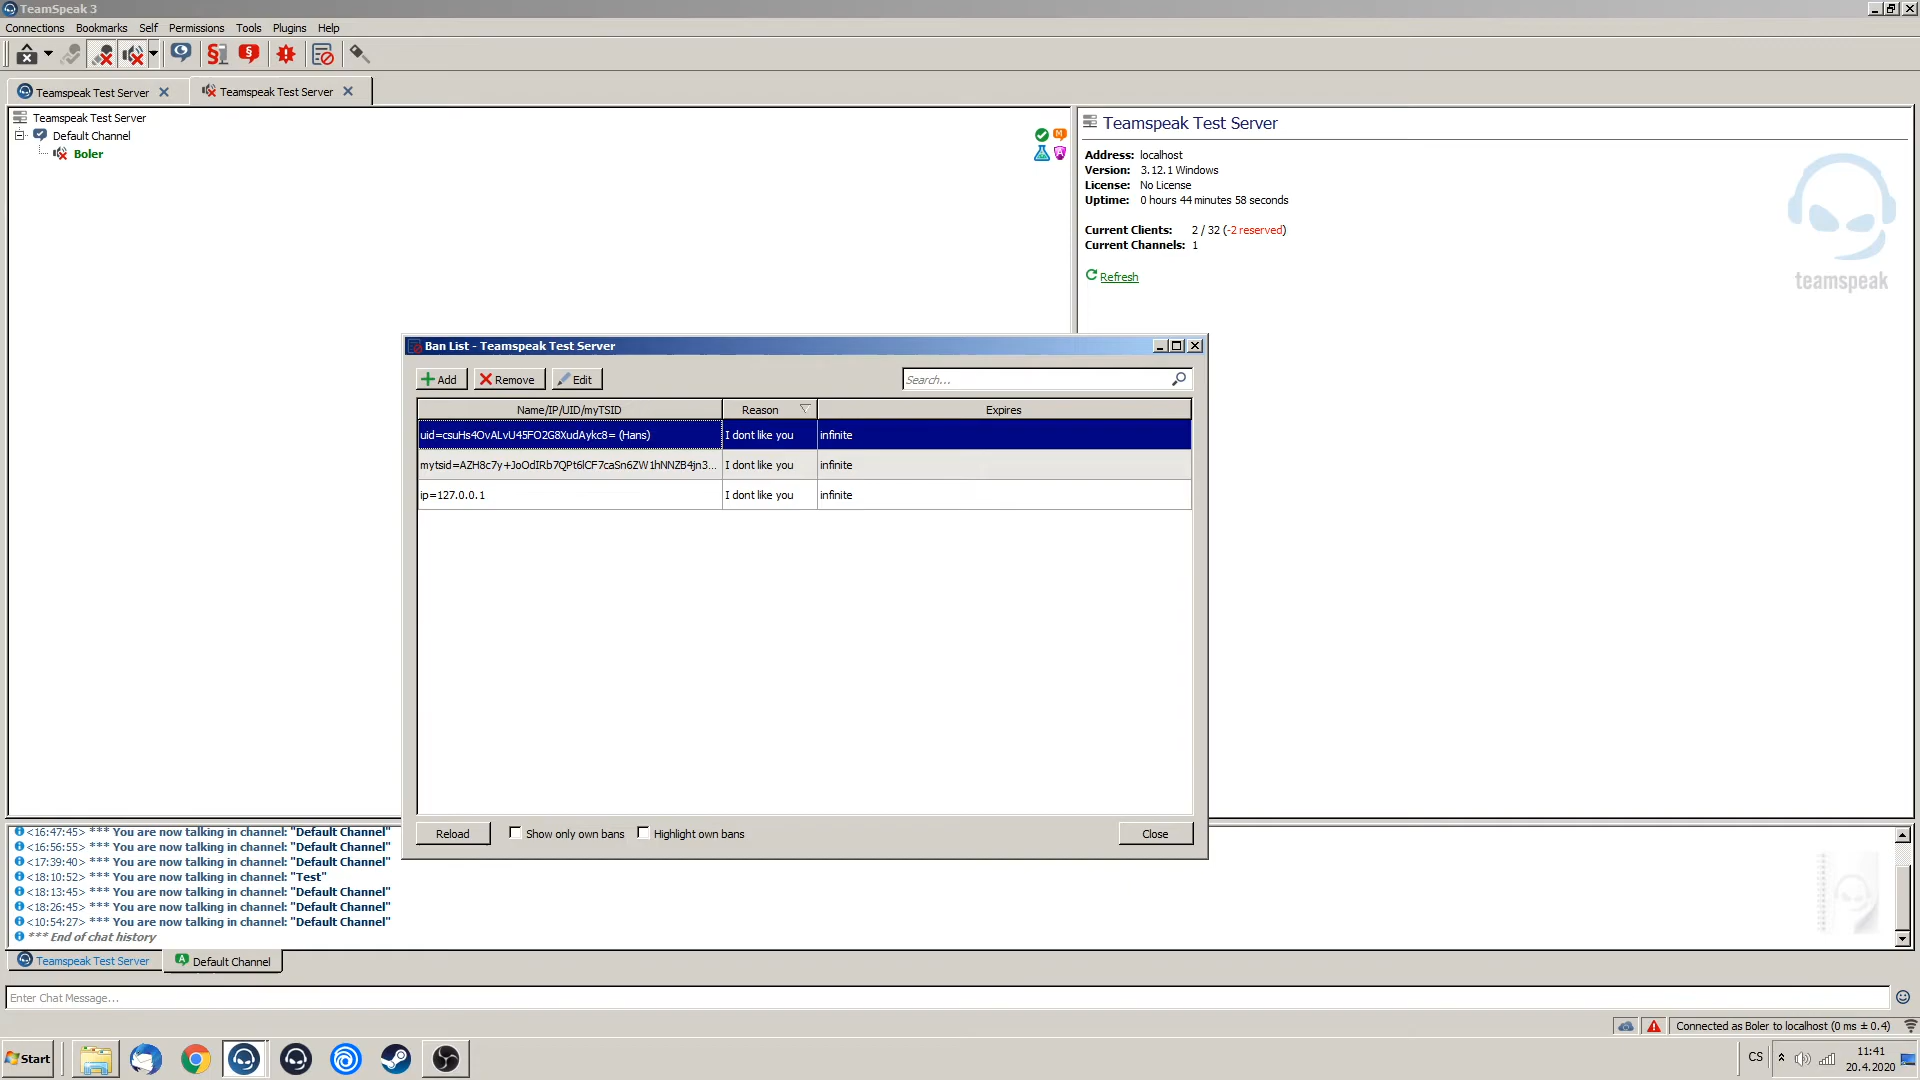 TeamSpeak 3
Connections Bookmarks Self Permissions Tools Plugins Help
Teamspeak Test Server
Teamspeak Test Server
Teamspeak Test Server
Default Channel
Boler
Teamspeak Test Server
Address: localhost
Version: 3.12.1 Windows
License: No License
Uptime: 0 hours 44 minutes 58 seconds
Current Clients: 2 / 32 (-2 reserved)
Current Channels: 1
Refresh
teamspeak
Ban List - Teamspeak Test Server
Add Remove Edit Search...
Name/IP/UID/myTSID Reason Expires
uid=csuHs4OvALvU45FO2G8XudAykc8= (Hans) I dont like you infinite
mytsid=AZH8c7y+JoOdIRb7QPt6lCF7caSn6ZW1hNNZB4jn3... I dont like you infinite
ip=127.0.0.1 I dont like you infinite
Reload Show only own bans Highlight own bans Close
<16:47:45> *** You are now talking in channel: "Default Channel"
<16:56:55> *** You are now talking in channel: "Default Channel"
<17:39:40> *** You are now talking in channel: "Default Channel"
<18:10:52> *** You are now talking in channel: "Test"
<18:13:45> *** You are now talking in channel: "Default Channel"
<18:26:45> *** You are now talking in channel: "Default Channel"
<10:54:27> *** You are now talking in channel: "Default Channel"
*** End of chat history
Teamspeak Test Server Default Channel
Enter Chat Message...
Connected as Boler to localhost (0 ms ± 0.4)
Start
CS
11:41
20.4.2020